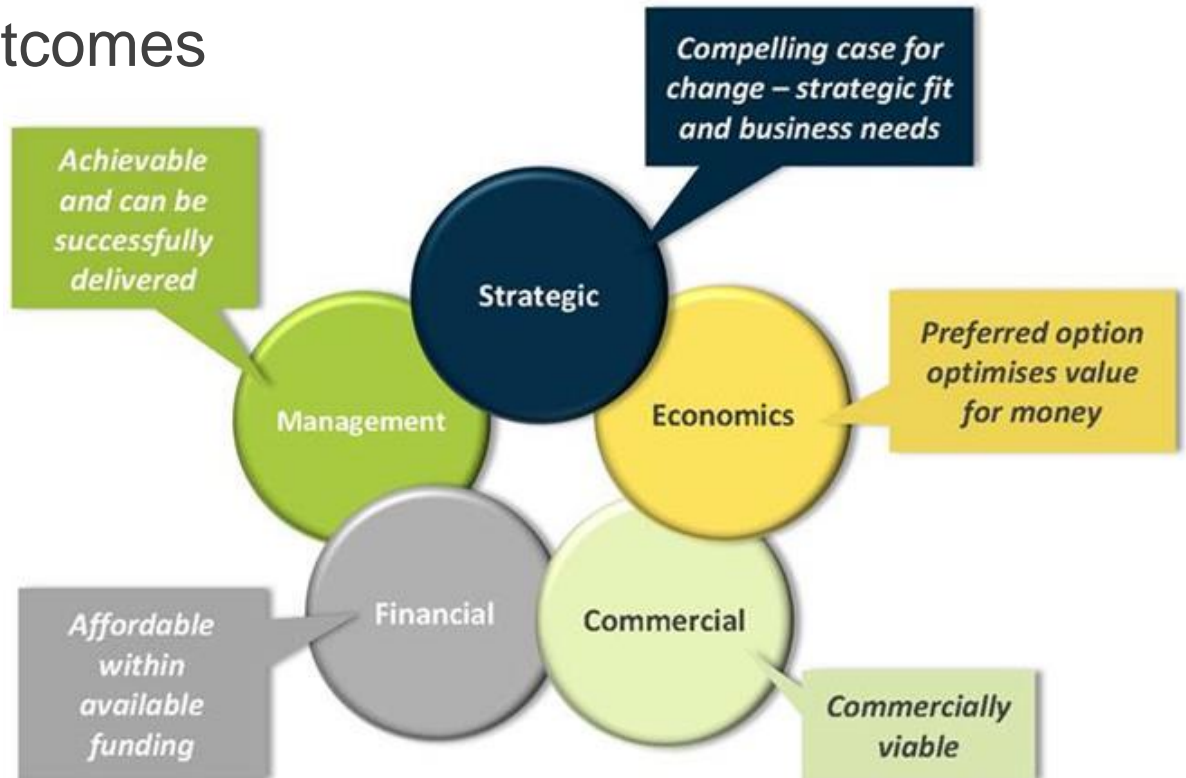 tcomes
Compelling case for
change – strategic fit
and business needs
Achievable
and can be
successfully
delivered
Strategic
Preferred option
optimises value
for money
Management
Economics
Financial
Commercial
Affordable
within
available
funding
Commercially
viable